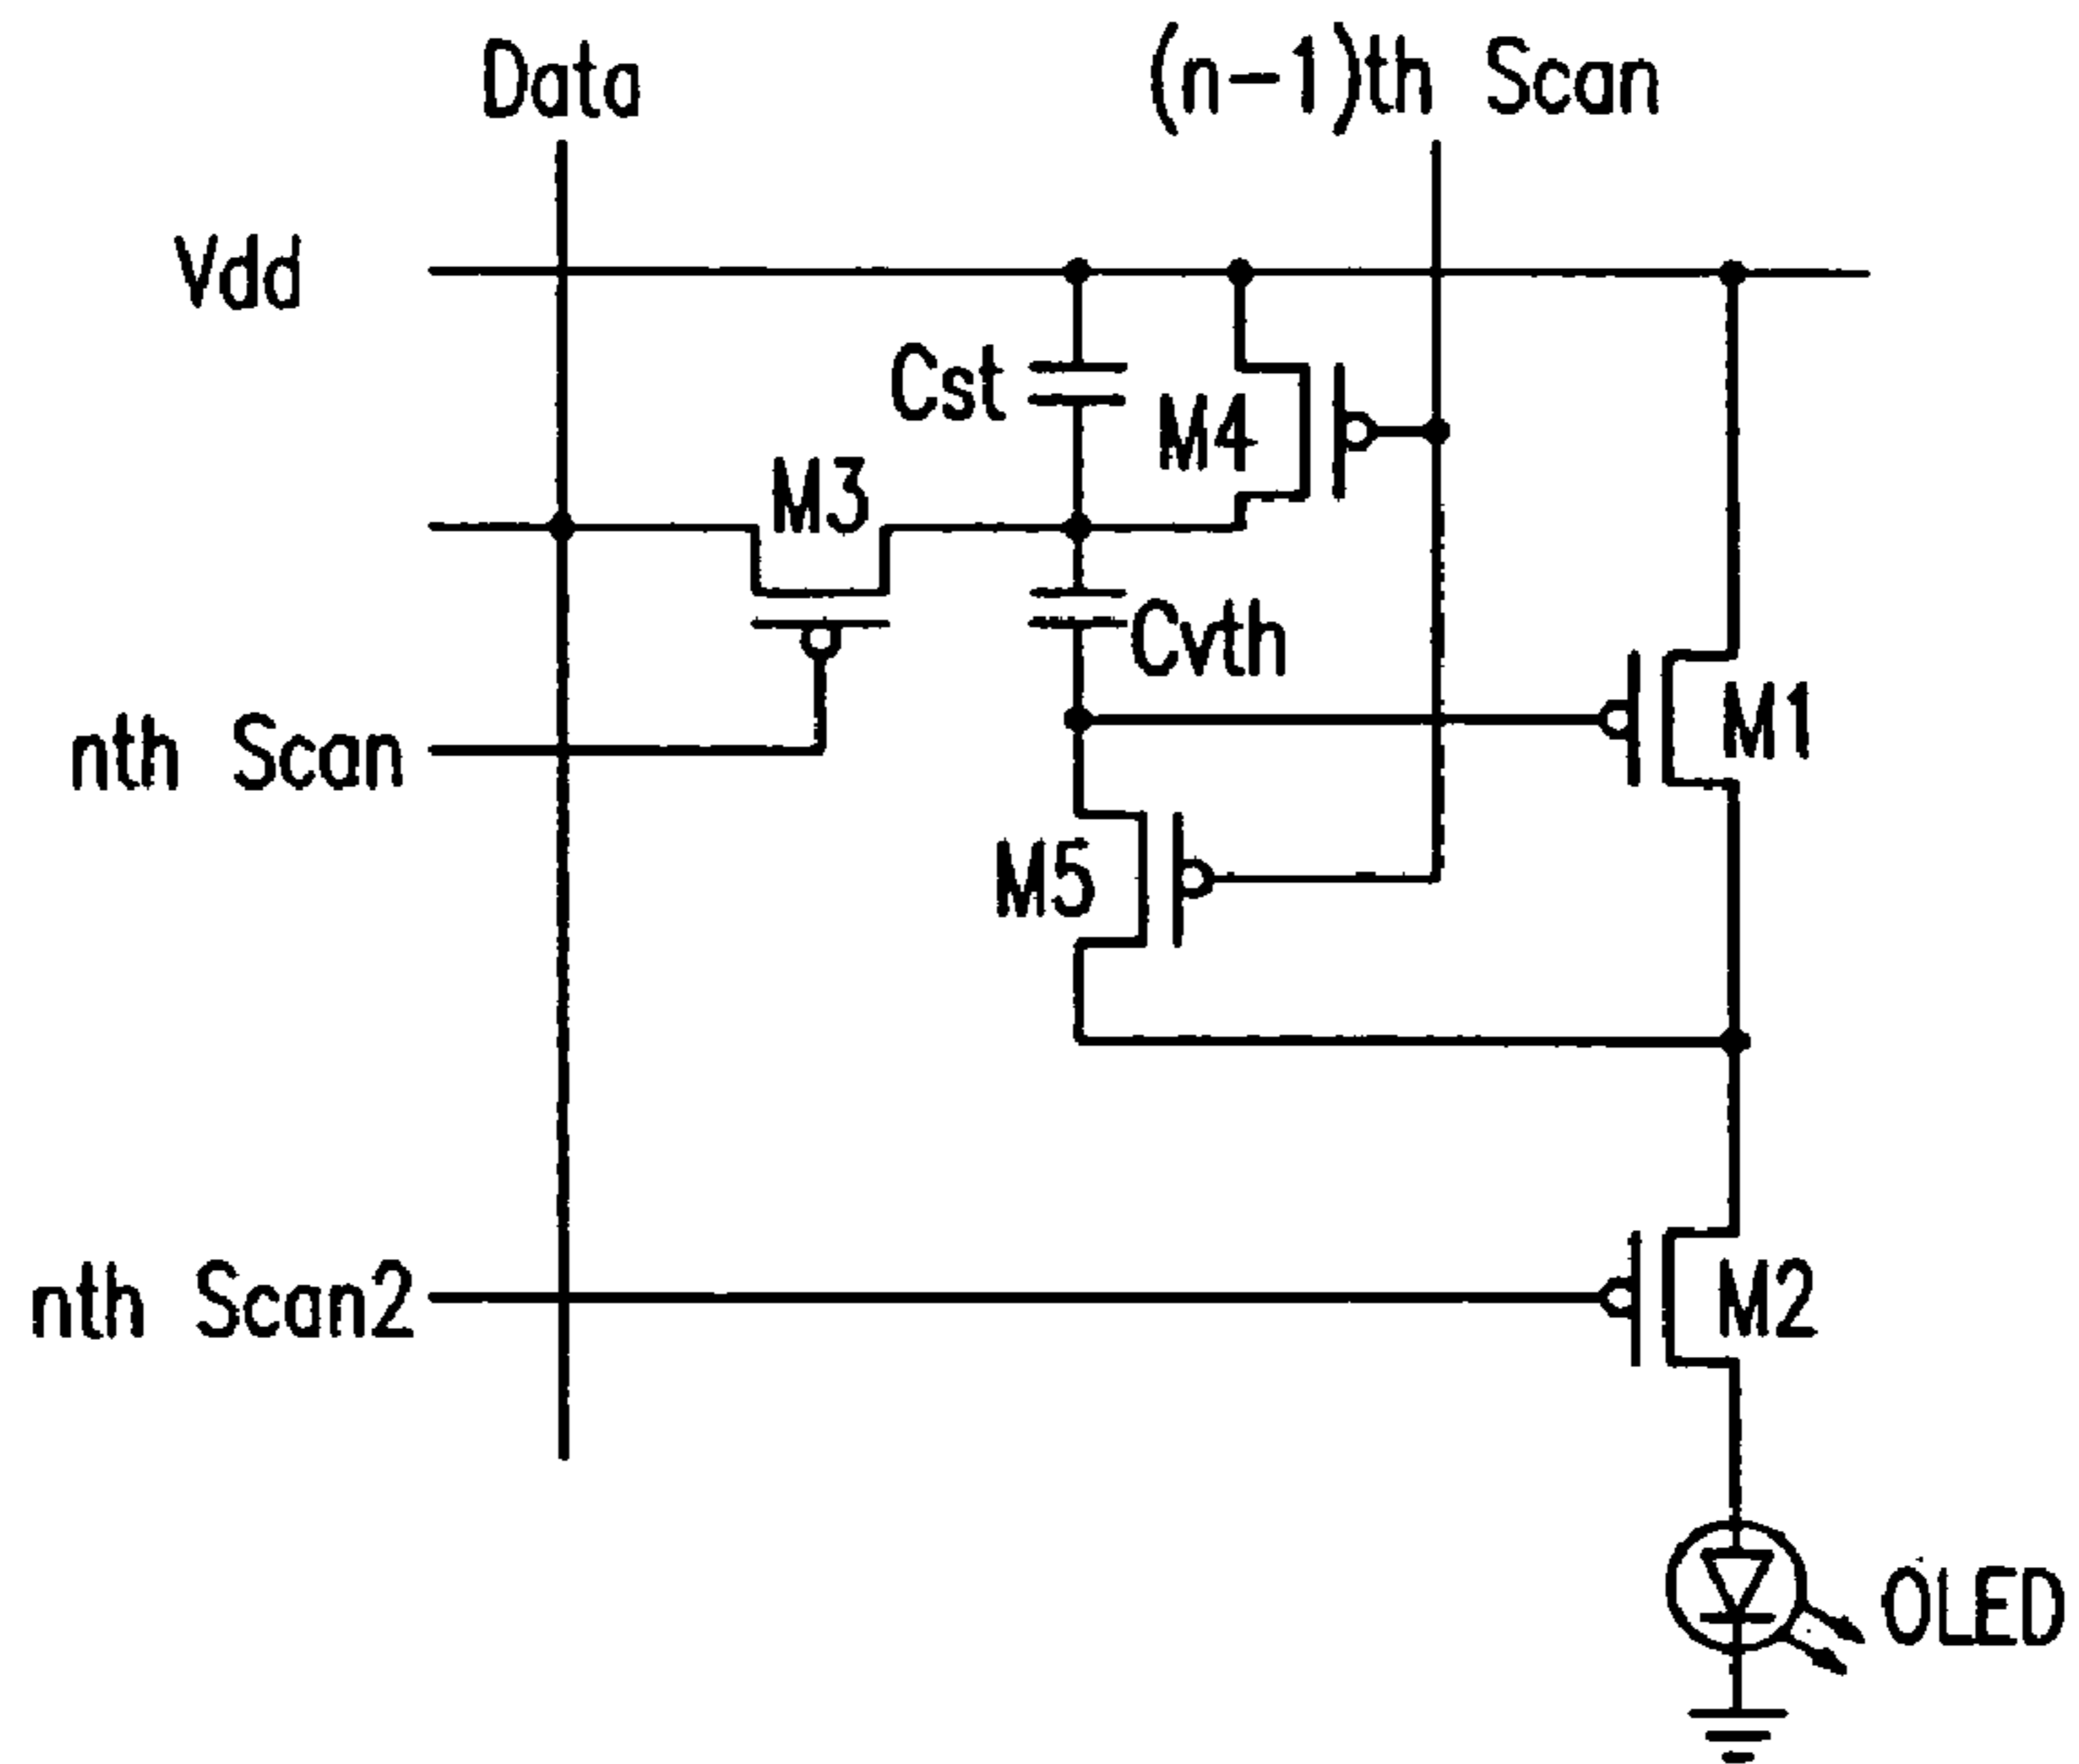 Data
(n-1)th Scan
Vdd
Cst
M4
M3
Cvth
M1
nth Scan
M5
nth Scan2
M2
OLED